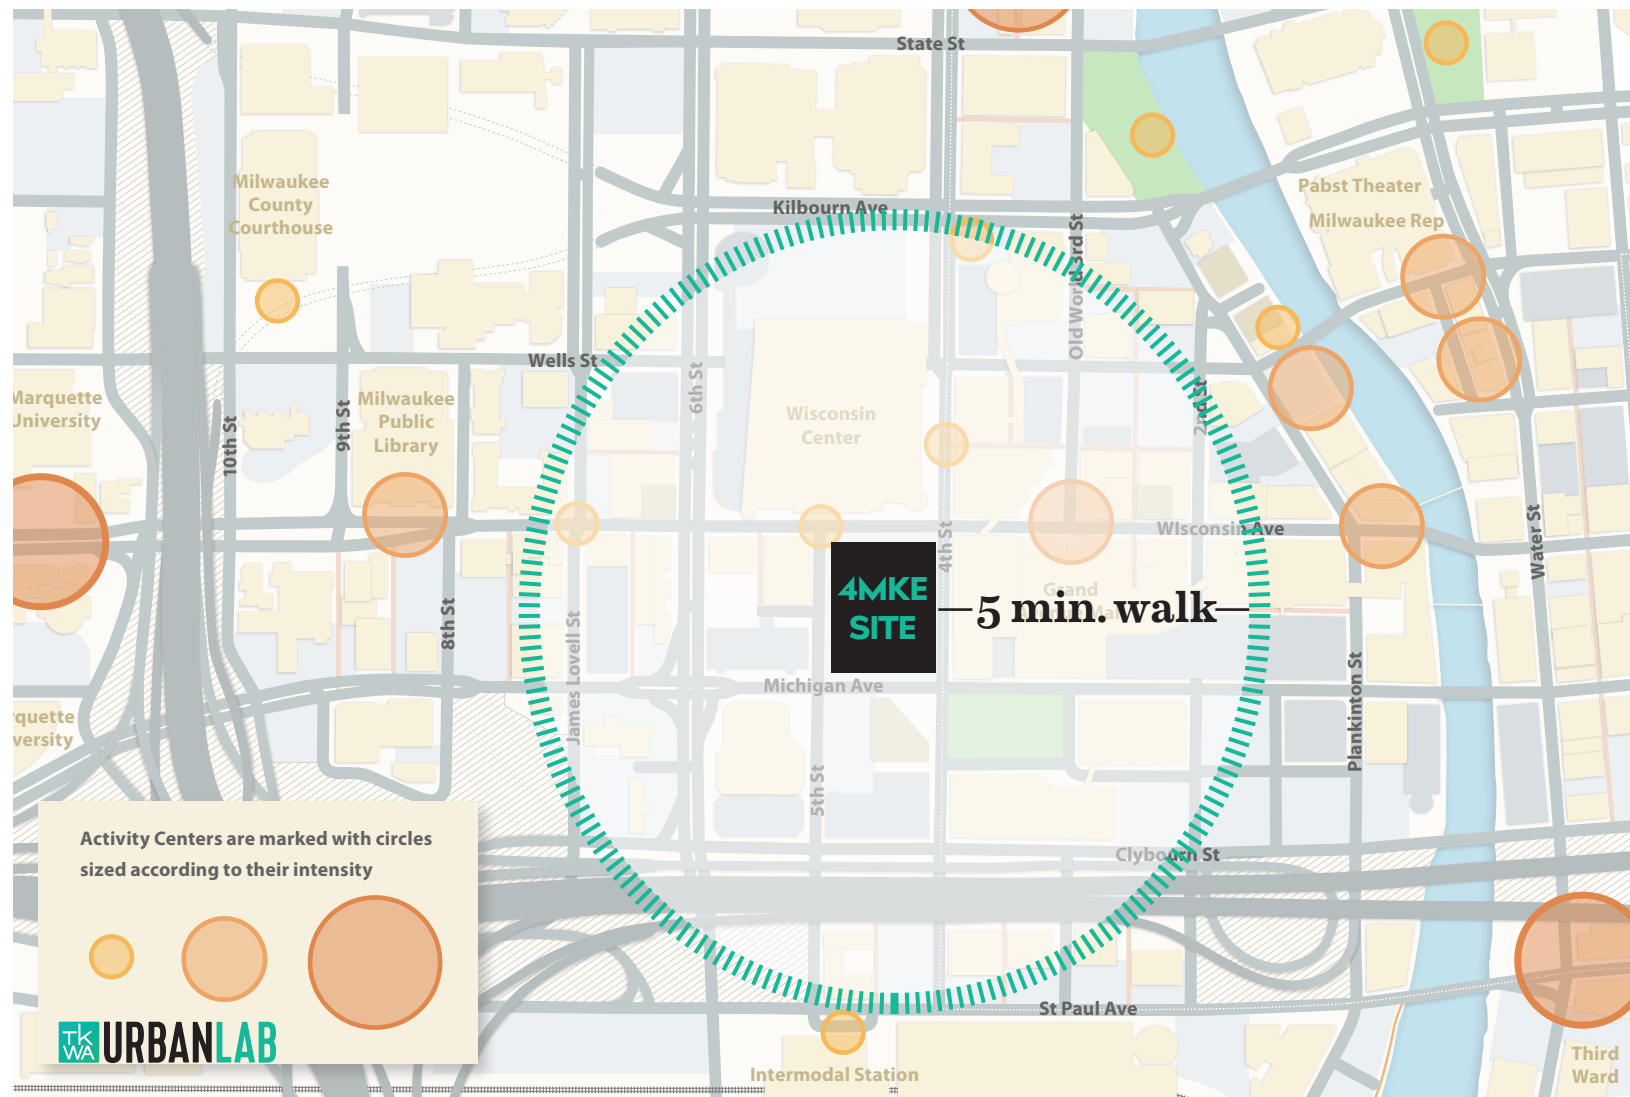 State St
Milwaukee
County
Courthouse
Kilbourn Ave
Old World 3rd St
Pabst Theater
Milwaukee Rep
Wells St
6th St
Wisconsin
Center
2nd St
Marquette
University
10th St
9th St
Milwaukee
Public
Library
4th St
WIsconsin Ave
Water St
8th St
James Lovell St
4MKE
SITE
Grand
5 min. walk
Michigan Ave
Plankinton St
rquette
versity
5th St
Clybourn St
Activity Centers are marked with circles
sized according to their intensity
TK
WA
URBANLAB
St Paul Ave
Intermodal Station
Third
Ward